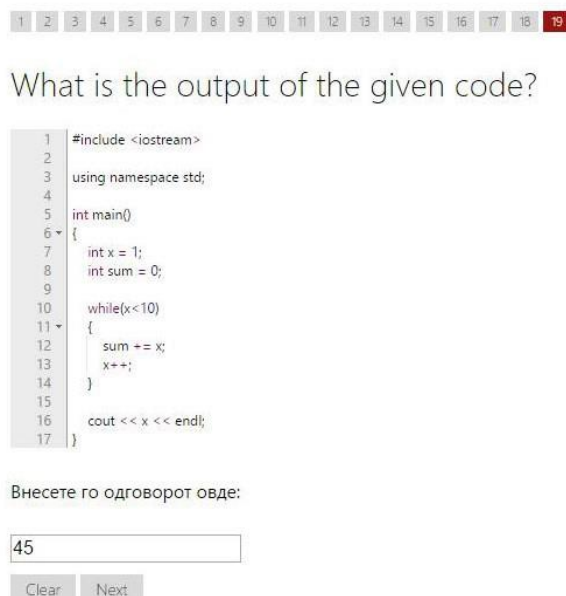 1 2 3 4 5 6 7 8 9 10 11 12 13 14 15 16 17 18 19
What is the output of the given code?
1 #include <iostream>
2
3 using namespace std;
4
5 int main()
6 {
7 int x = 1;
8 int sum = 0;
9
10 while(x<10)
11 {
12 sum += x;
13 x++;
14 }
15
16 cout << x << endl;
17 }
Внесете го одговорот овде:
45
Clear Next